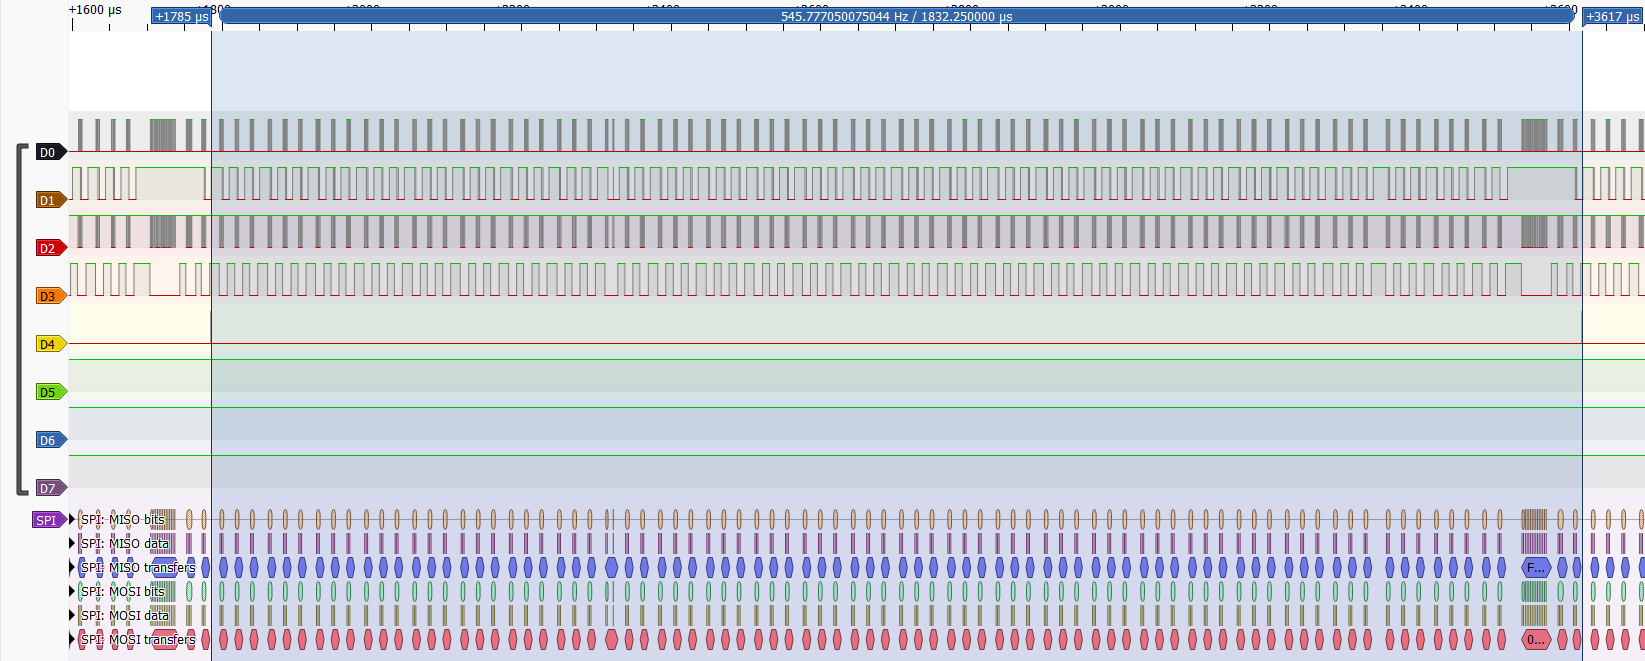 +1600 µs
+1785 µs
545.777050075044 Hz / 1832.250000 µs
+3617 µs
D0
D1
D2
D3
D4
D5
D6
D7
SPI
SPI: MISO bits
SPI: MISO data
SPI: MISO transfers
F...
SPI: MOSI bits
SPI: MOSI data
SPI: MOSI transfers
0...